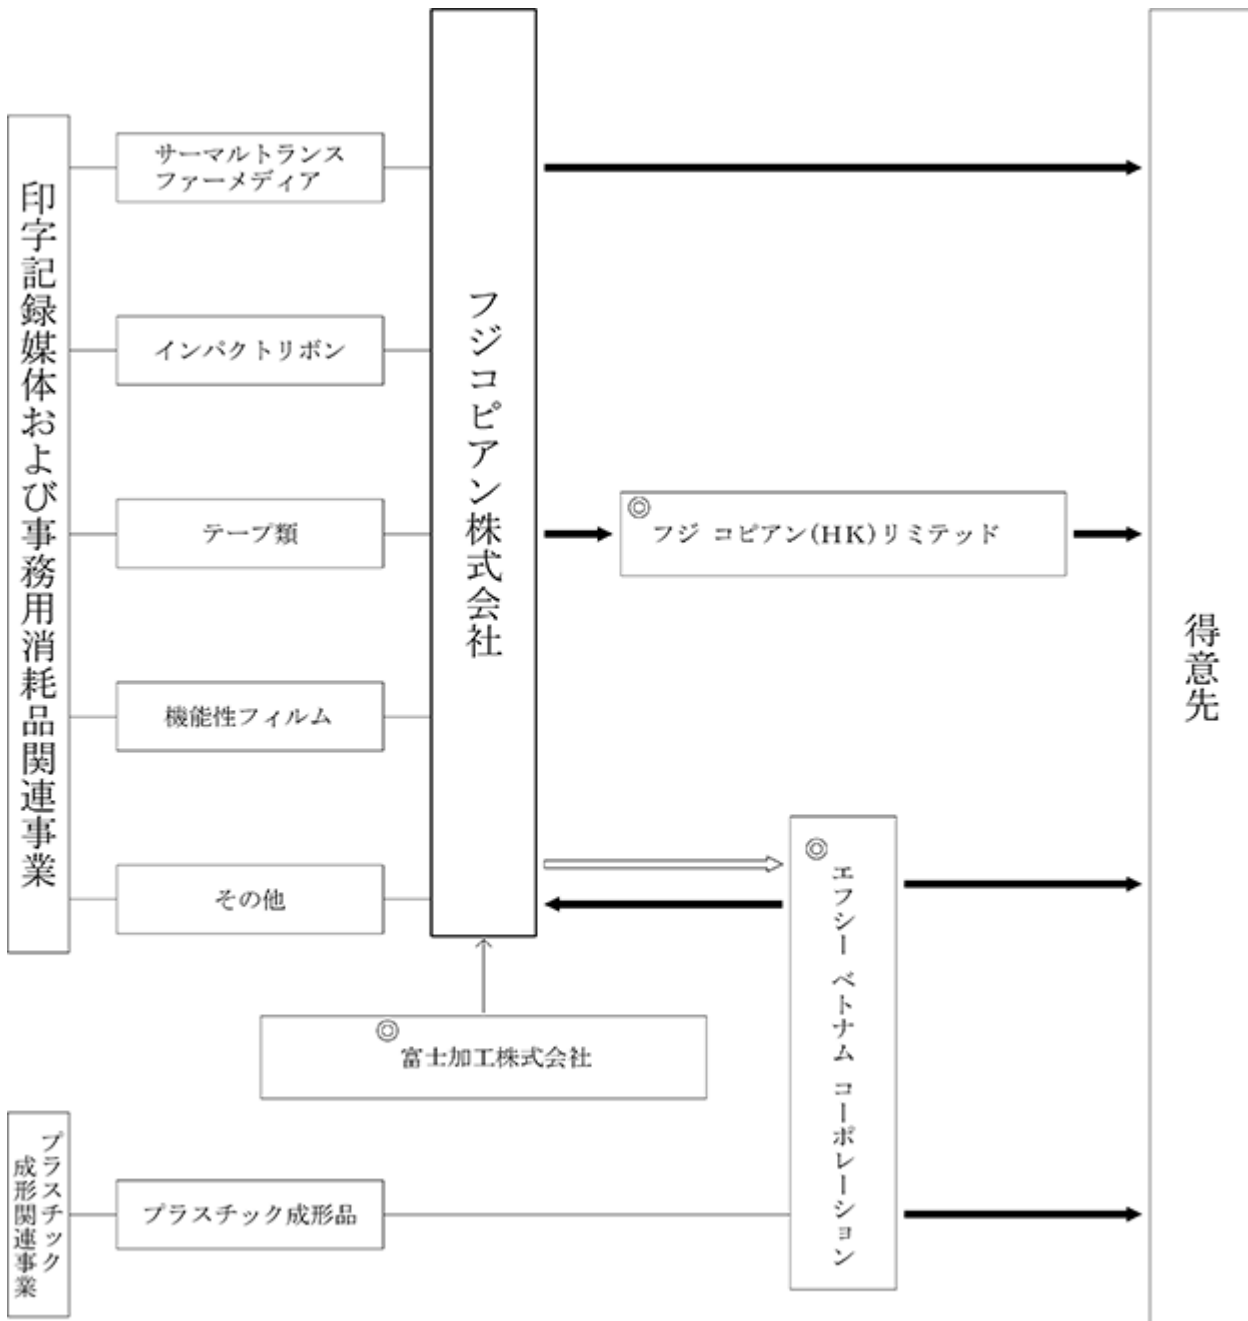 印字記録媒体および事務用消耗品関連事業
サーマルトランス
ファーメディア
インパクトリボン
テープ類
機能性フィルム
その他
フジコピアン株式会社
◎
フジ コピアン(HK)リミテッド
◎
エフシー ベトナム コーポレーション
◎
富士加工株式会社
プラスチック
成形関連事業
プラスチック成形品
得意先